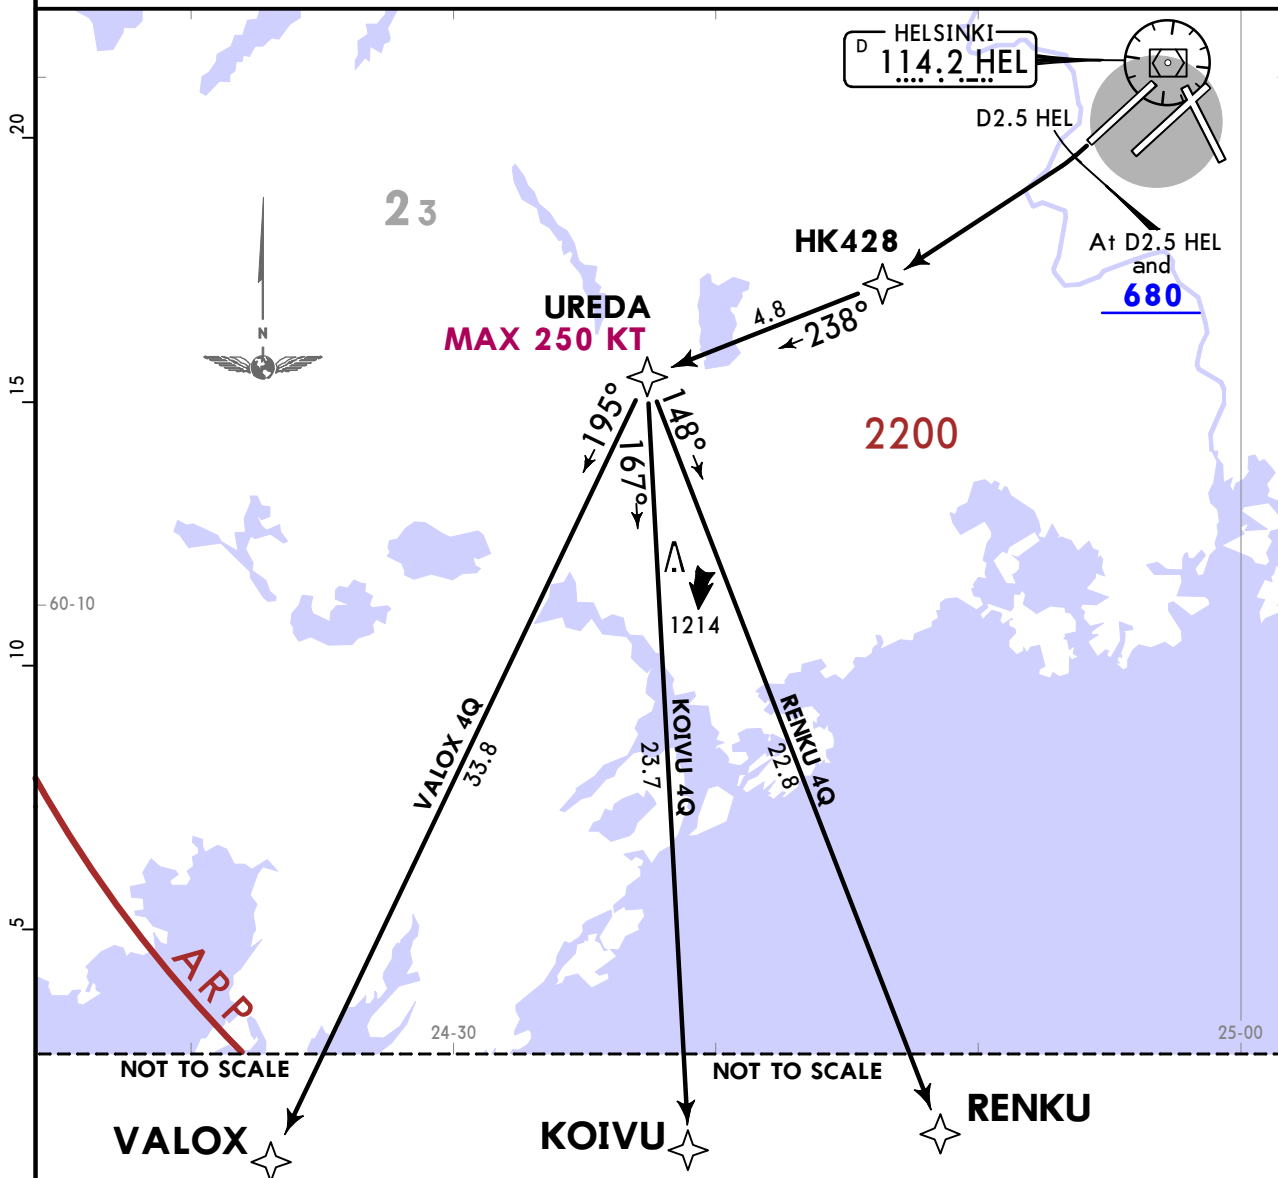 HELSINKI
D 114.2 HEL
20
D2.5 HEL
23
HK428
At D2.5 HEL
and
680
UREDA
MAX 250 KT
4.8
238°
N
15
195°
167°
148°
2200
1214
60-10
10
VALOX 4Q
33.8
KOIVU 4Q
23.7
RENKU 4Q
22.8
5
ARP
24-30
25-00
NOT TO SCALE
NOT TO SCALE
VALOX
KOIVU
RENKU